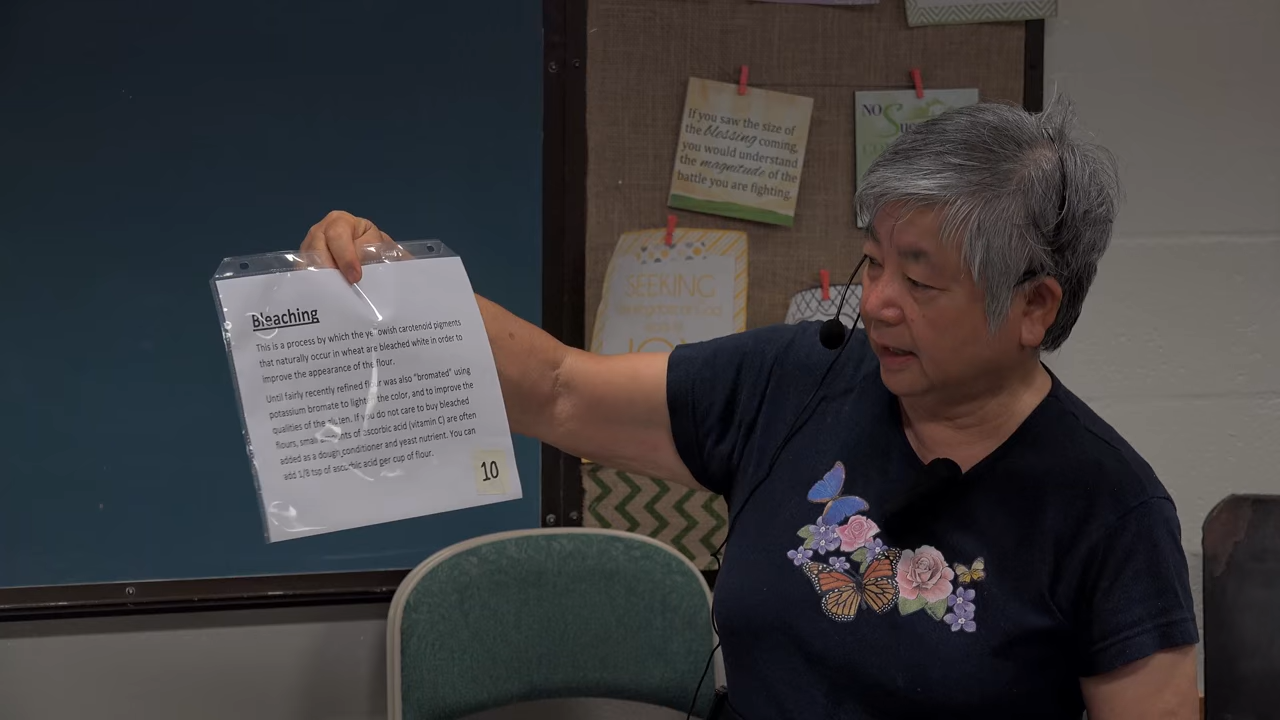 If you saw the size of
the blessing coming,
you would understand
the magnitude of the
battle you are fighting.
NO
SEEKING
JOY
Bleaching
This is a process by which the yellowish carotenoid pigments
that naturally occur in wheat are bleached white in order to
improve the appearance of the flour.
Until fairly recently refined flour was also "bromated" using
potassium bromate to lighten the color, and to improve the
qualities of the gluten. If you do not care to buy bleached
flours, small amounts of ascorbic acid (vitamin C) are often
added as a dough conditioner and yeast nutrient. You can
add 1/8 tsp of ascorbic acid per cup of flour.
10